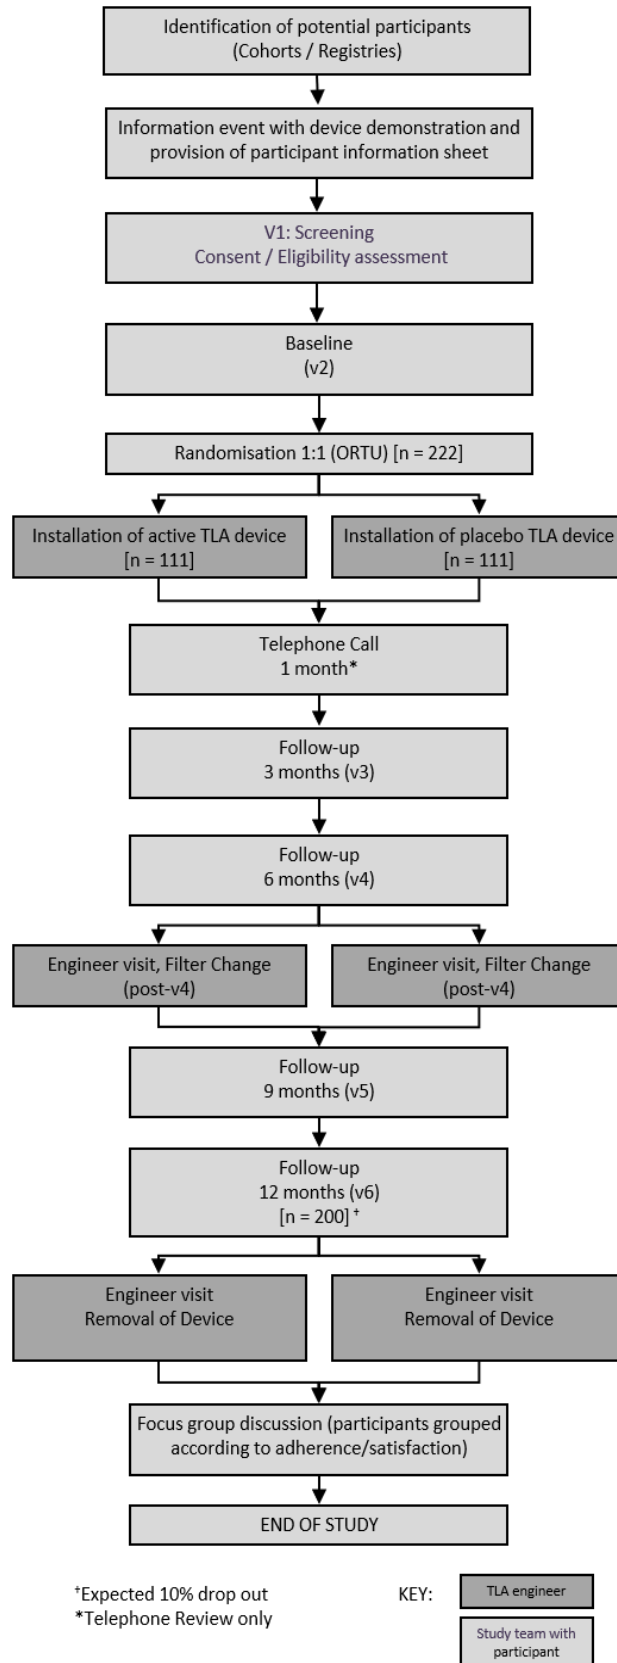 Identification of potential participants
(Cohorts / Registries)
Information event with device demonstration and
provision of participant information sheet
V1: Screening
Consent / Eligibility assessment
Baseline
(v2)
Randomisation 1:1 (ORTU) [n = 222]
Installation of active TLA device
[n = 111]
Installation of placebo TLA device
[n = 111]
Telephone Call
1 month*
Follow-up
3 months (v3)
Follow-up
6 months (v4)
Engineer visit, Filter Change
(post-v4)
Engineer visit, Filter Change
(post-v4)
Follow-up
9 months (v5)
Follow-up
12 months (v6)
[n = 200] †
Engineer visit
Removal of Device
Engineer visit
Removal of Device
Focus group discussion (participants grouped
according to adherence/satisfaction)
END OF STUDY
†Expected 10% drop out
*Telephone Review only
KEY:
TLA engineer
Study team with
participant